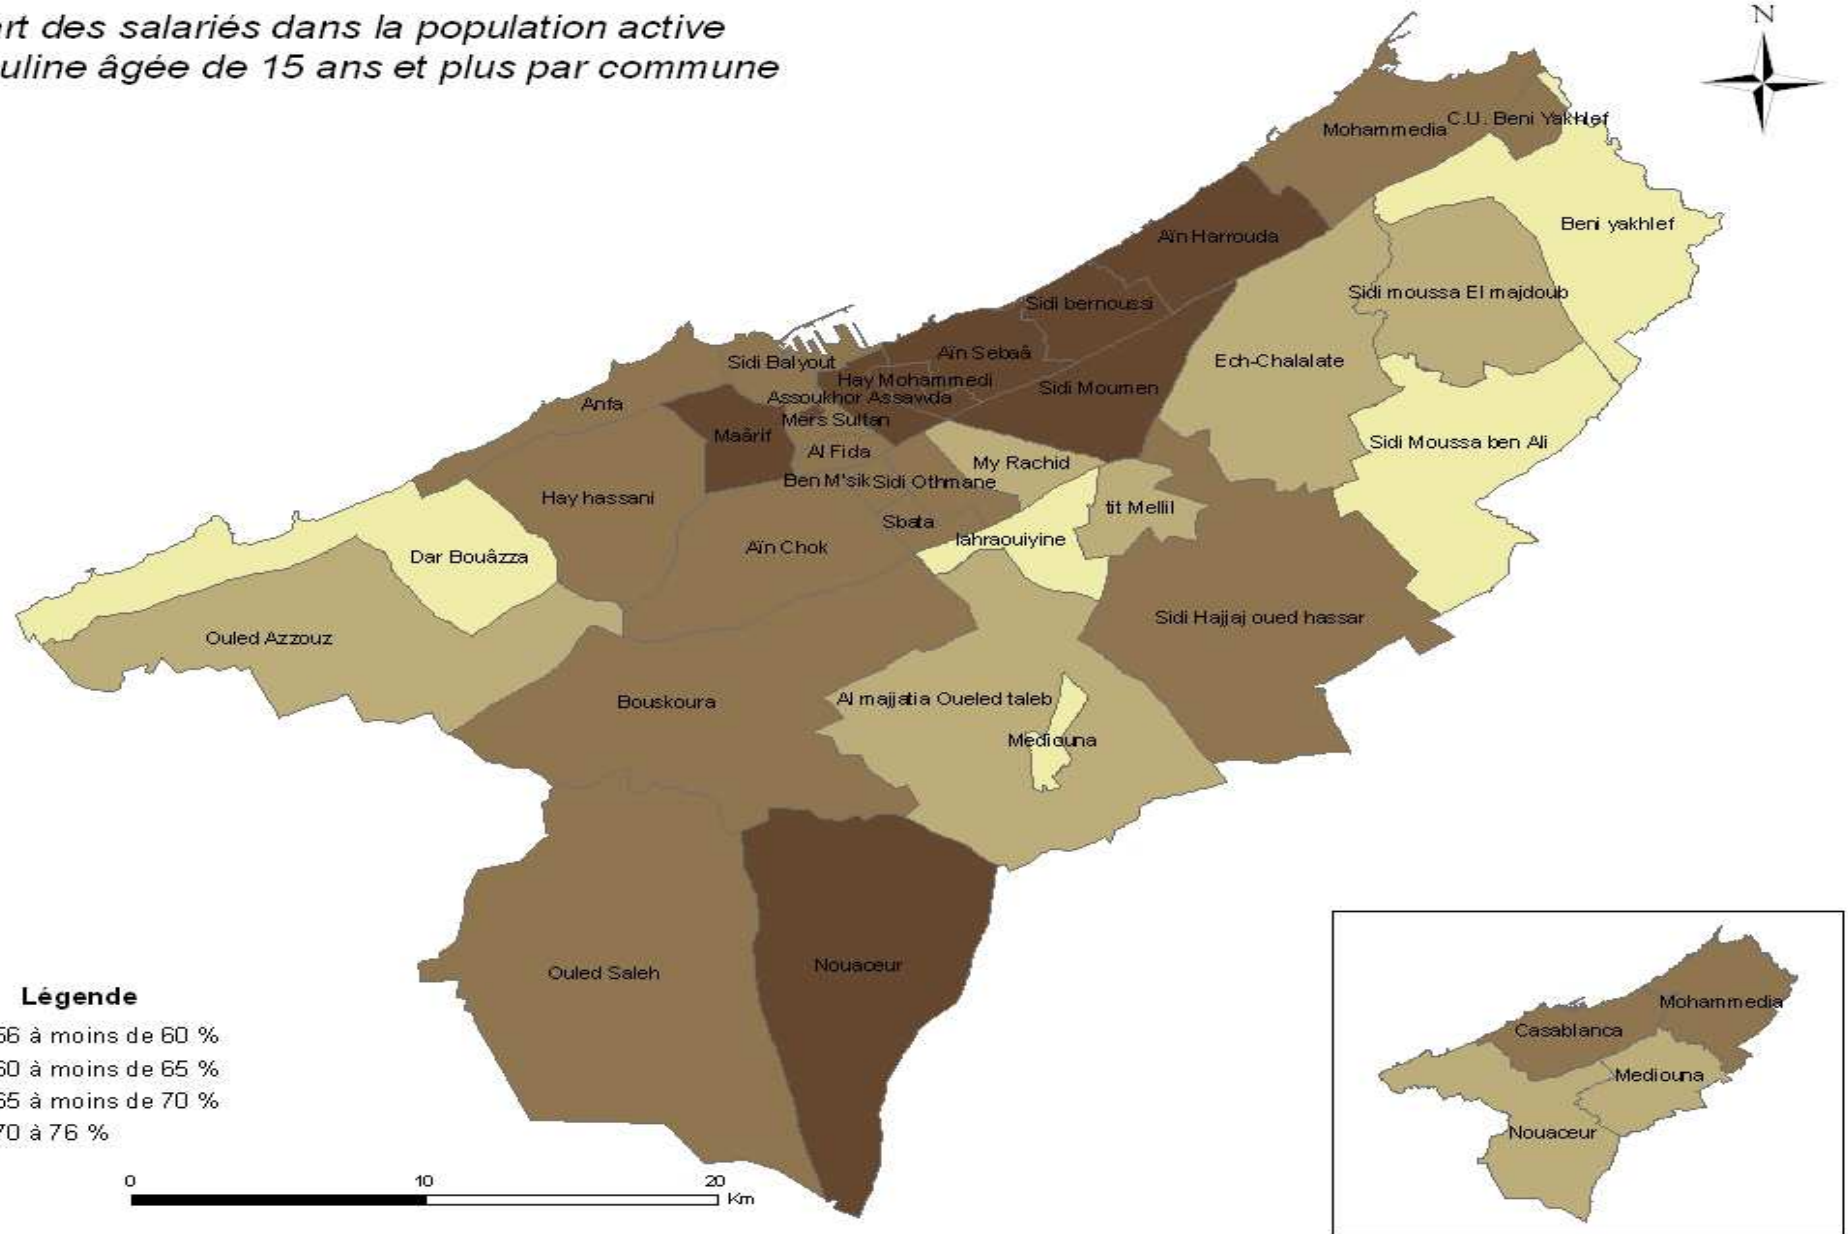 rt des salariés dans la population active
uline âgée de 15 ans et plus par commune
N
Mohammedia
C.U. Beni Yakhlef
Beni yakhlef
Aïn Harrouda
Sidi moussa El majdoub
Sidi bernoussi
Aïn Sebaâ
Sidi Balyout
Ech-Chalalate
Hay Mohammedi
Sidi Moumen
Assoukhor Assawda
Anfa
Mers Sultan
Maârif
Sidi Moussa ben Ali
Al Fida
My Rachid
Ben M'sik
Sidi Othmane
Hay hassani
tit Mellil
Sbata
lahraouiyine
Aïn Chok
Dar Bouâzza
Sidi Hajjaj oued hassar
Ouled Azzouz
Al majjatia Oueled taleb
Bouskoura
Mediouna
Nouaceur
Ouled Saleh
Légende
56 à moins de 60 %
60 à moins de 65 %
65 à moins de 70 %
70 à 76 %
0 10 20 Km
Mohammedia
Casablanca
Mediouna
Nouaceur